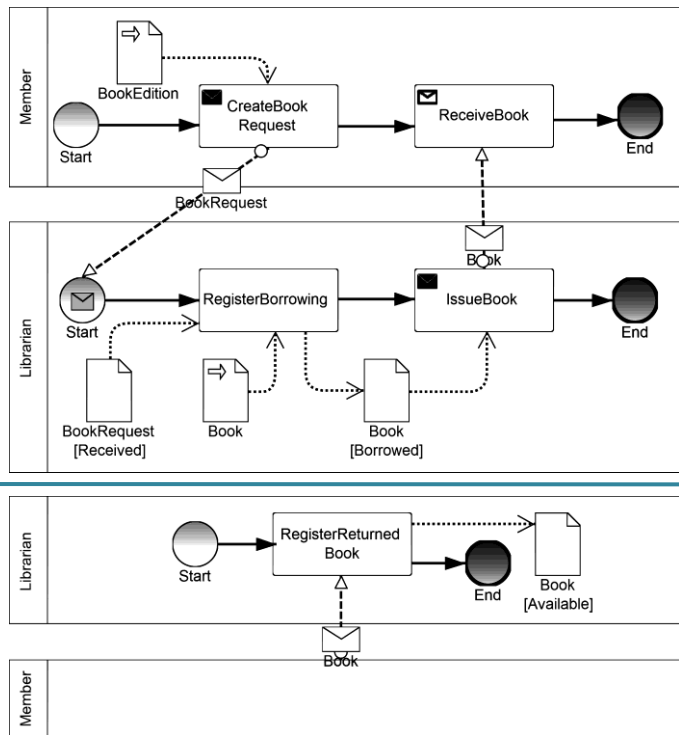 Member
BookEdition
CreateBook
Request
ReceiveBook
Start
End
BookRequest
Librarian
Book
Start
RegisterBorrowing
IssueBook
End
BookRequest
[Received]
Book
Book
[Borrowed]
Librarian
RegisterReturned
Book
Start
End
Book
[Available]
Book
Member